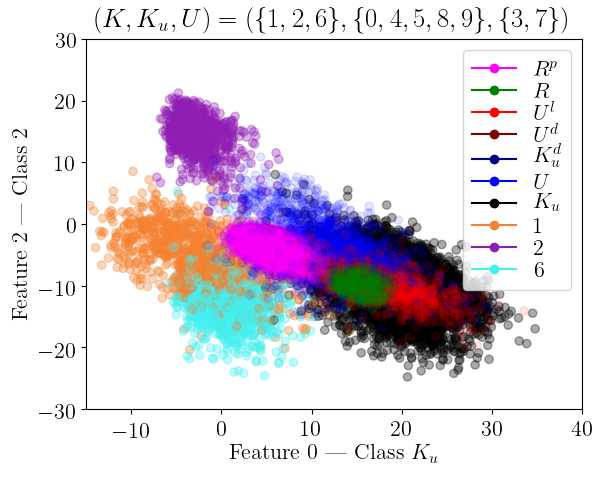 (K, K_u, U) = ({1, 2, 6}, {0, 4, 5, 8, 9}, {3, 7})
30
20
10
0
−10
−20
−30
Feature 2 — Class 2
R^p
R
U^l
U^d
K_u^d
U
K_u
1
2
6
−10
0
10
20
30
40
Feature 0 — Class K_u